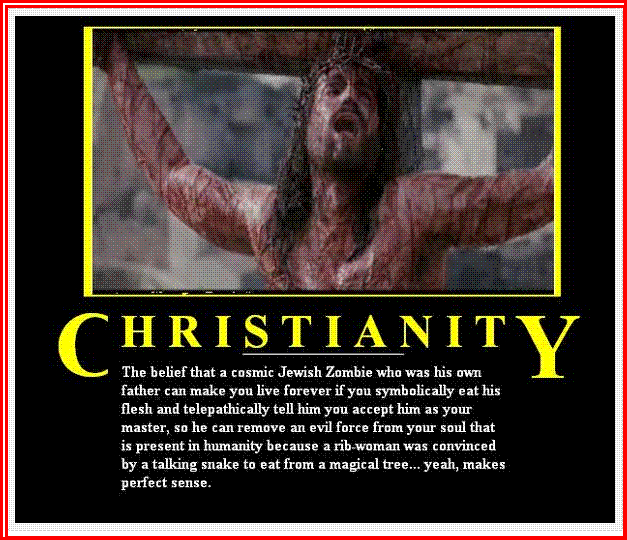 CHRISTIANITY
The belief that a cosmic Jewish Zombie who was his own
father can make you live forever if you symbolically eat his
flesh and telepathically tell him you accept him as your
master, so he can remove an evil force from your soul that
is present in humanity because a rib-woman was convinced
by a talking snake to eat from a magical tree... yeah, makes
perfect sense.